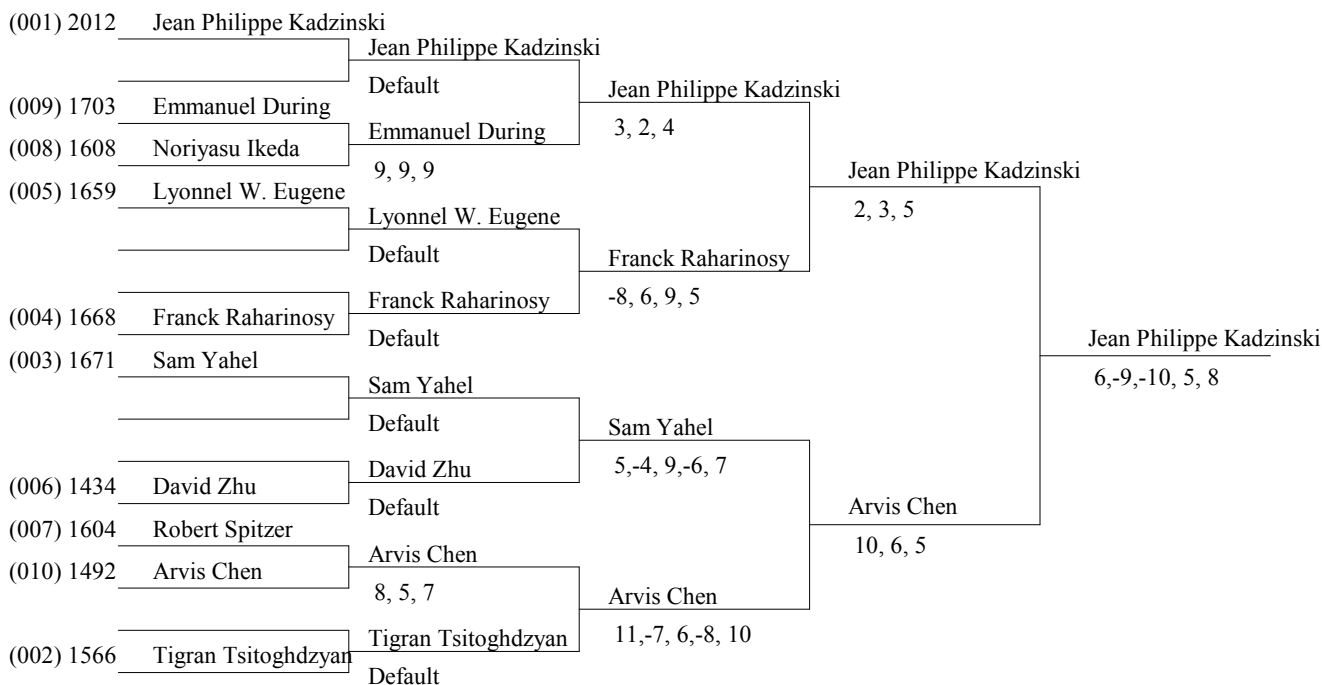 (001) 2012 Jean Philippe Kadzinski
Jean Philippe Kadzinski
Default
Jean Philippe Kadzinski
(009) 1703 Emmanuel During
Emmanuel During
3, 2, 4
(008) 1608 Noriyasu Ikeda
9, 9, 9
Jean Philippe Kadzinski
(005) 1659 Lyonnel W. Eugene
Lyonnel W. Eugene
2, 3, 5
Default
Franck Raharinosy
Franck Raharinosy
-8, 6, 9, 5
(004) 1668 Franck Raharinosy
Default
Jean Philippe Kadzinski
(003) 1671 Sam Yahel
6,-9,-10, 5, 8
Sam Yahel
Default
Sam Yahel
David Zhu
5,-4, 9,-6, 7
(006) 1434 David Zhu
Default
Arvis Chen
(007) 1604 Robert Spitzer
10, 6, 5
Arvis Chen
(010) 1492 Arvis Chen
8, 5, 7
Arvis Chen
Tigran Tsitoghdzyan
11,-7, 6,-8, 10
(002) 1566 Tigran Tsitoghdzyan
Default